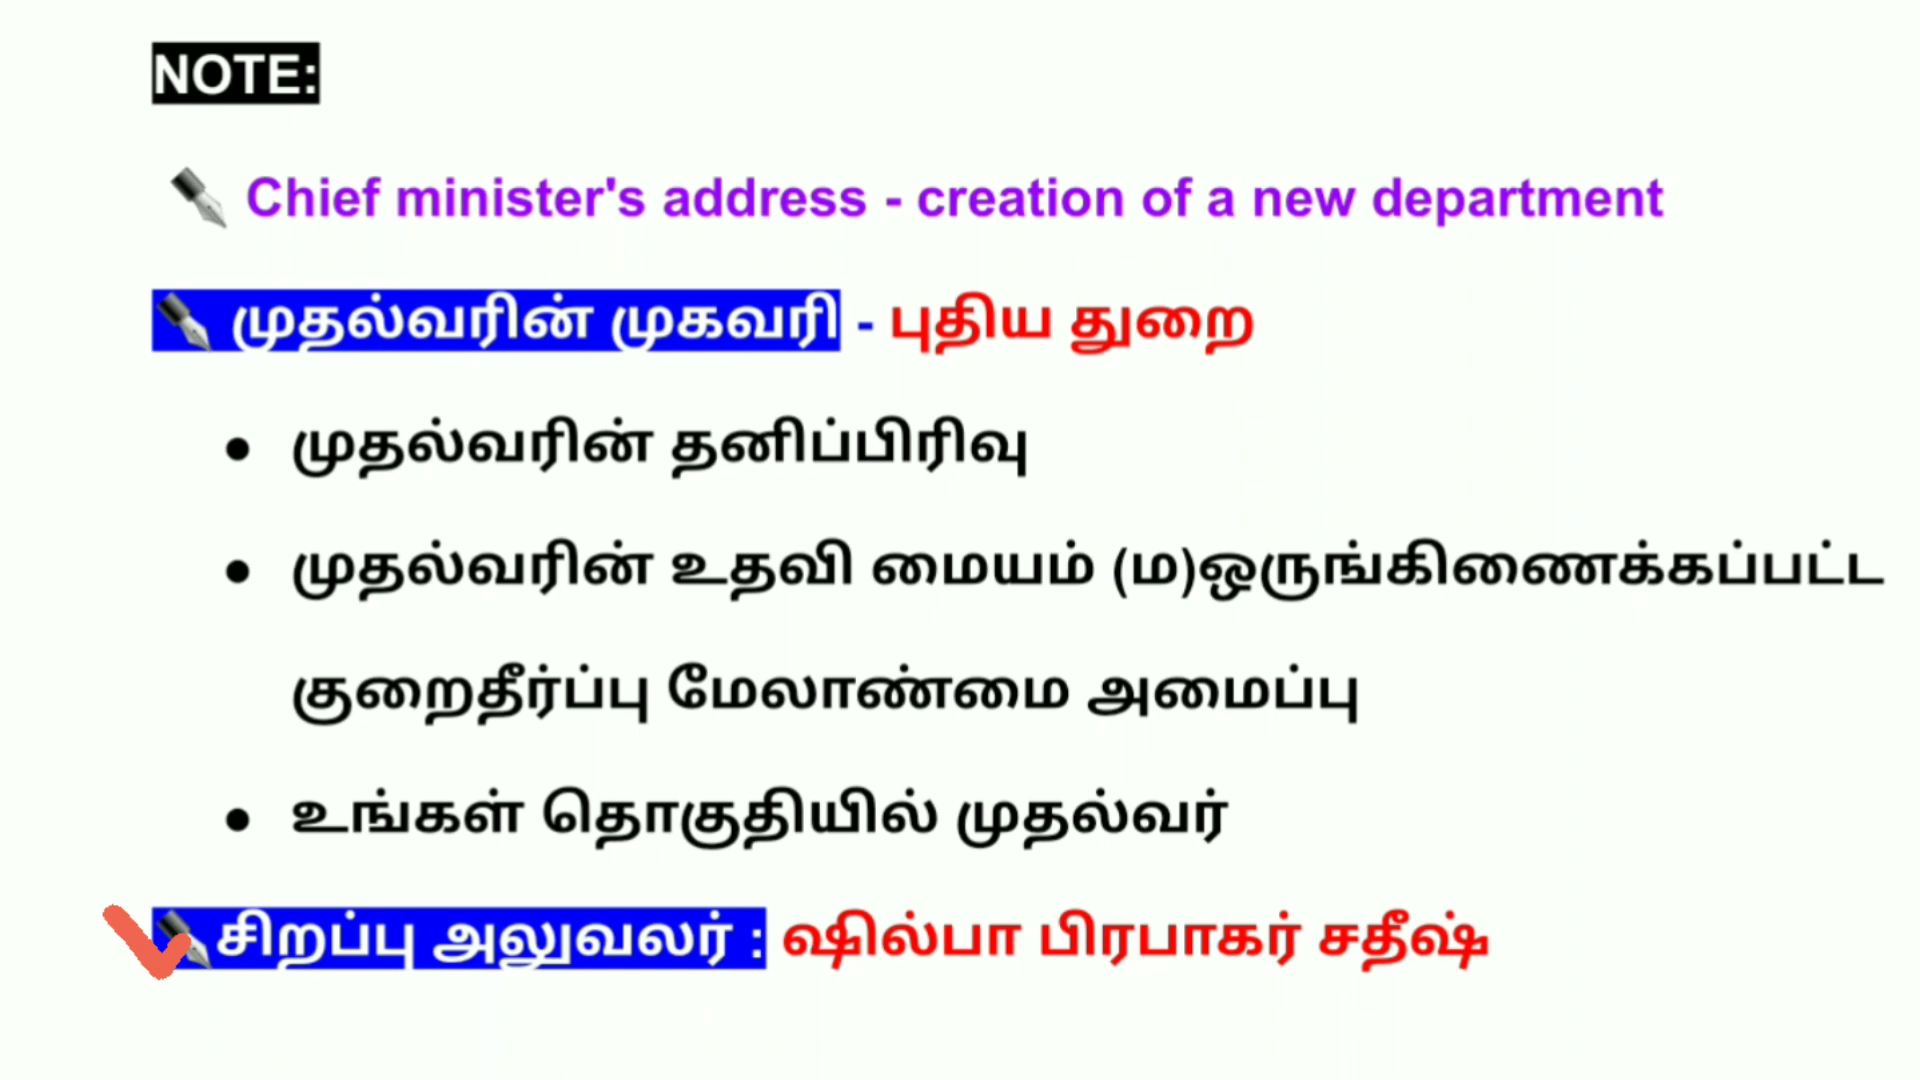 NOTE:
Chief minister's address - creation of a new department
முதல்வரின் முகவரி - புதிய துறை
● முதல்வரின் தனிப்பிரிவு
● முதல்வரின் உதவி மையம் (ம)ஒருங்கிணைக்கப்பட்ட
குறைதீர்ப்பு மேலாண்மை அமைப்பு
● உங்கள் தொகுதியில் முதல்வர்
சிறப்பு அலுவலர் : ஷில்பா பிரபாகர் சதீஷ்